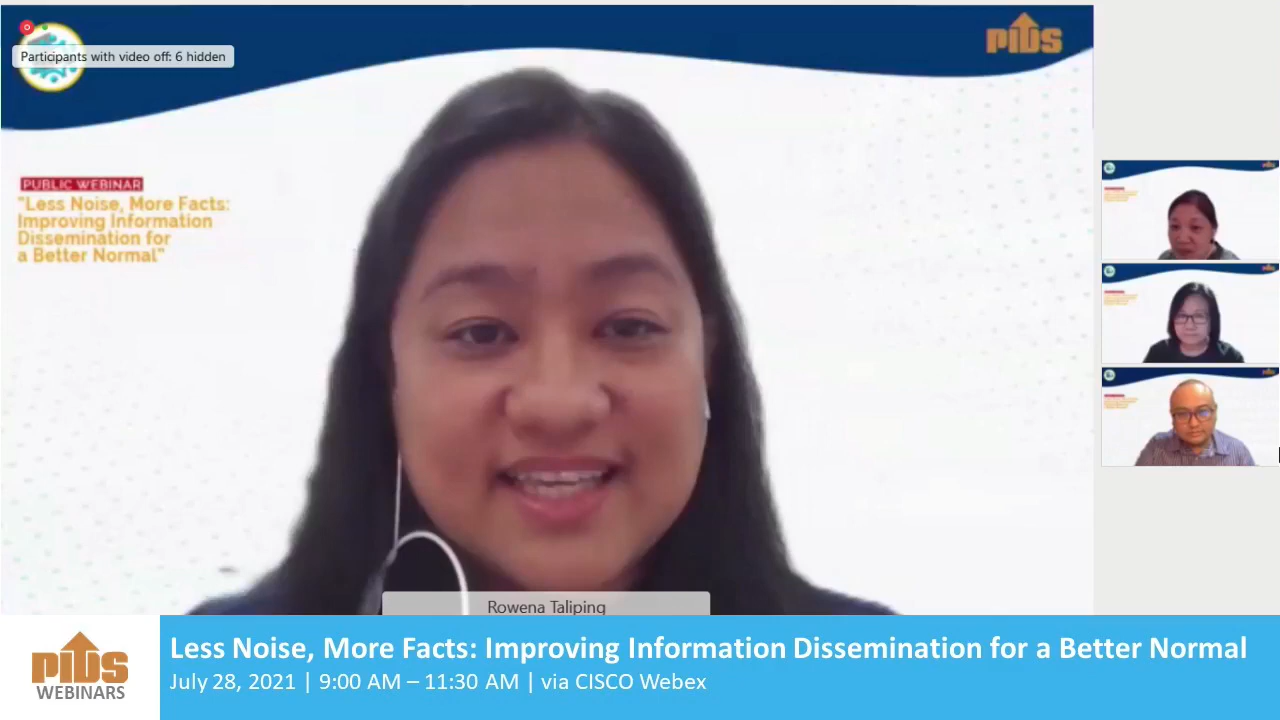 Participants with video off: 6 hidden
PIDS
PUBLIC WEBINAR
"Less Noise, More Facts:
Improving Information
Dissemination for
a Better Normal"
Rowena Taliping
PIDS
WEBINARS
Less Noise, More Facts: Improving Information Dissemination for a Better Normal
July 28, 2021 | 9:00 AM – 11:30 AM | via CISCO Webex